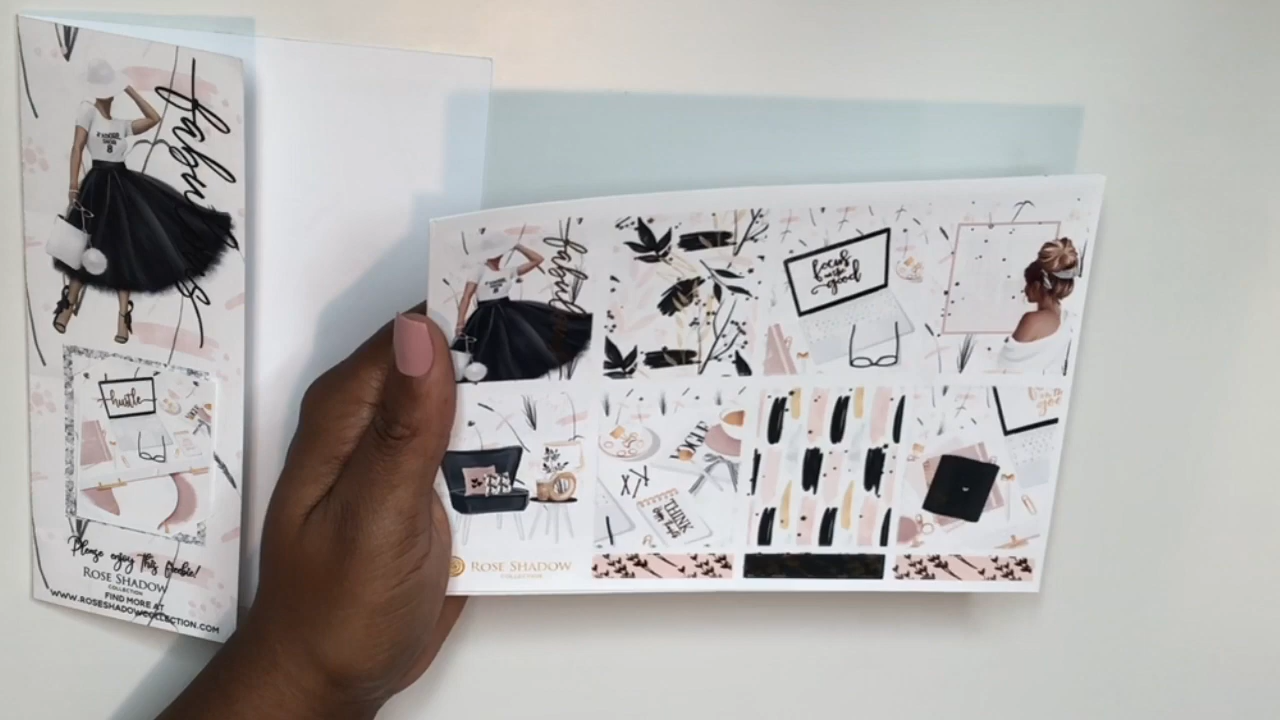 fabulous
hustle
Please enjoy this freebie!
ROSE SHADOW
COLLECTION
FIND MORE AT
WWW.ROSESHADOWCOLLECTION.COM
focus
on the
good
VOGUE
THINK
ROSE SHADOW
COLLECTION